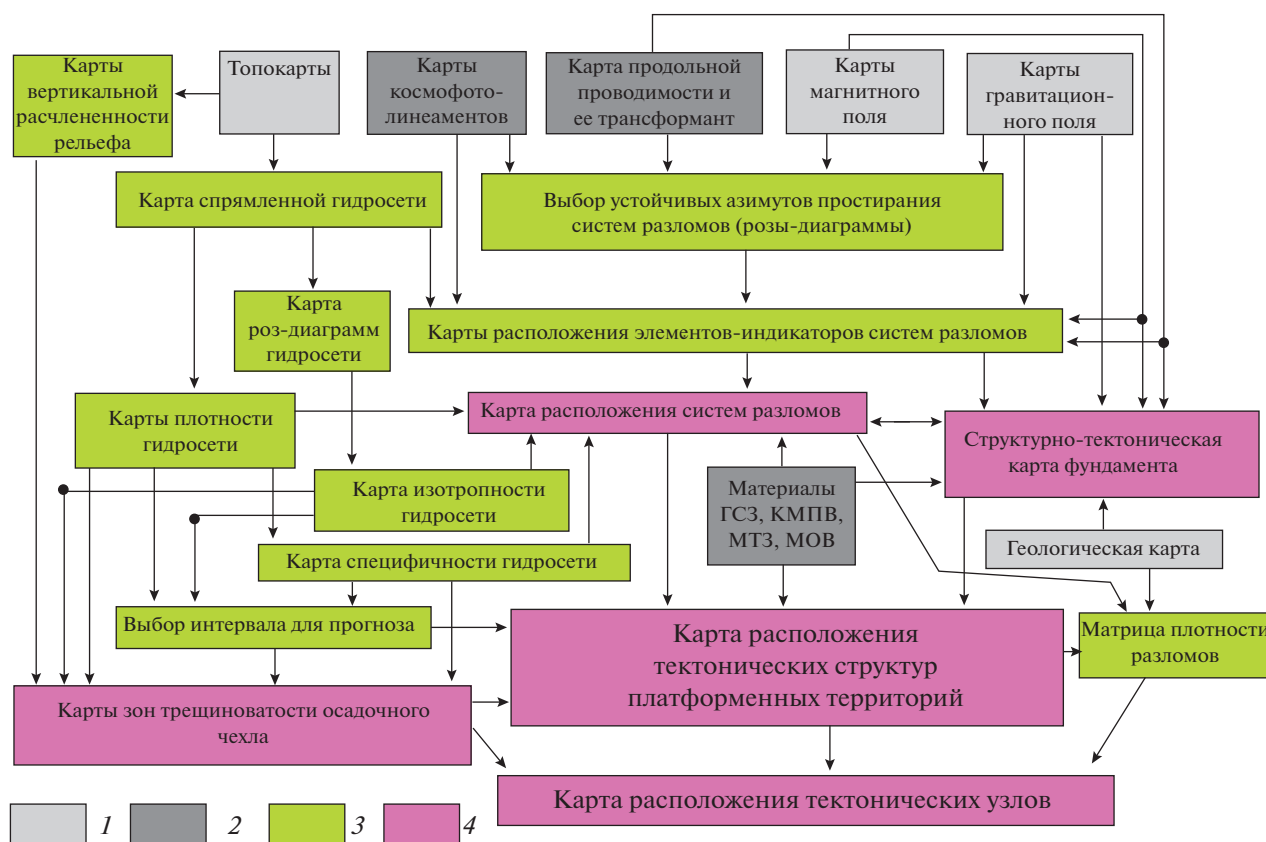 Карты
вертикальной
расчлененности
рельефа
Топокарты
Карты
космофото-
линеаментов
Карта продольной
проводимости и
ее трансформант
Карты
магнитного
поля
Карты
гравитацион-
ного поля
Карта спрямленной гидросети
Выбор устойчивых азимутов простирания
систем разломов (розы-диаграммы)
Карта
роз-диаграмм
гидросети
Карты расположения элементов-индикаторов систем разломов
Карты плотности
гидросети
Карта расположения систем разломов
Структурно-тектоническая
карта фундамента
Карта изотропности
гидросети
Материалы
ГСЗ, КМПВ,
МТЗ, МОВ
Геологическая карта
Карта специфичности гидросети
Выбор интервала для прогноза
Карта расположения
тектонических структур
платформенных территорий
Матрица плотности
разломов
Карты зон трещиноватости осадочного
чехла
Карта расположения тектонических узлов
1 2 3 4